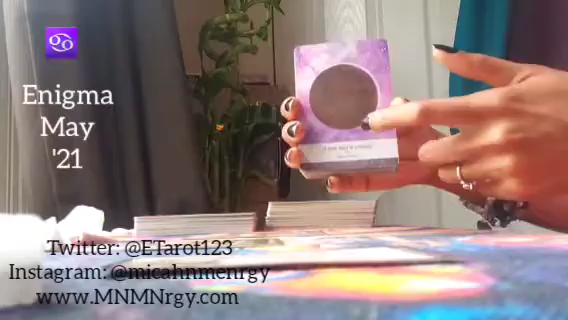 ♋
Enigma
May
'21
Twitter: @ETarot123
Instagram: @micahnmenrgy
www.MNMNrgy.com